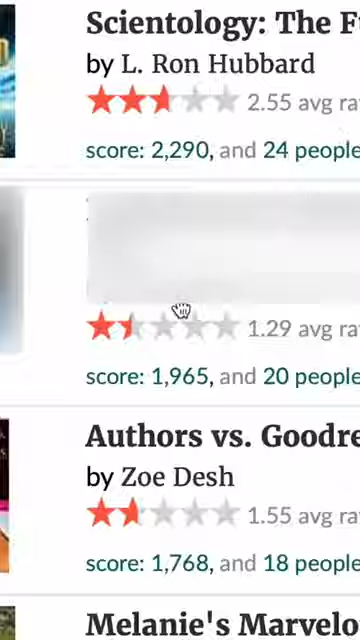 Scientology: The F
by L. Ron Hubbard
2.55 avg ra
score: 2,290, and 24 people
1.29 avg ra
score: 1,965, and 20 people
Authors vs. Goodre
by Zoe Desh
1.55 avg ra
score: 1,768, and 18 people
Melanie's Marvelo